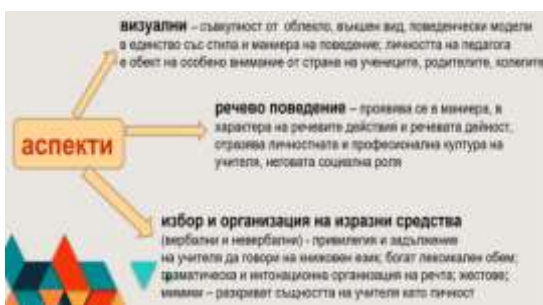 визуални – съвкупност от облекло, външен вид, поведенчески модели
в единство със стила и маниера на поведение; личността на педагога
е обект на особено внимание от страна на учениците, родителите, колегите
аспекти
речево поведение – проявява се в маниера, в
характера на речевите действия и речевата дейност,
отразява личностната и професионална култура на
учителя, неговата социална роля
избор и организация на изразни средства
(вербални и невербални) - привилегия и задължение
на учителя да говори на книжовен език; богат лексикален обем;
граматическа и интонационна организация на речта; жестове;
мимики – разкриват същността на учителя като личност